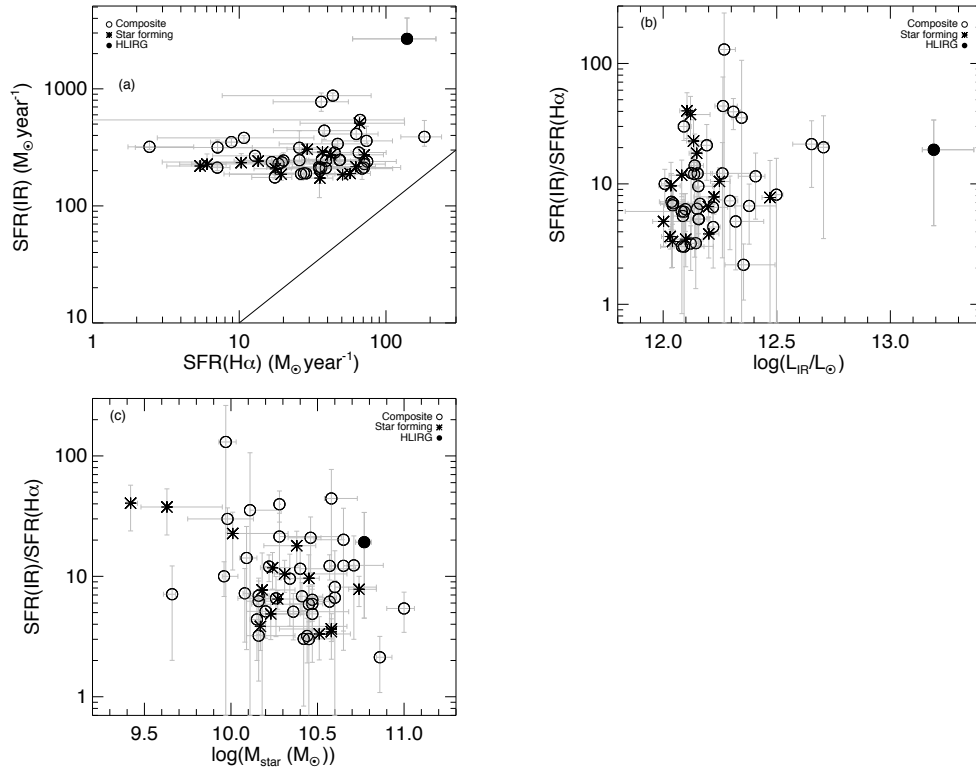 Composite
Star forming
HLIRG
(a)
1000
100
10
SFR(IR) (M⊙ year⁻¹)
1
10
100
SFR(Hα) (M⊙ year⁻¹)
(b)
Composite
Star forming
HLIRG
100
10
1
SFR(IR)/SFR(Hα)
12.0
12.5
13.0
log(L_IR/L⊙)
(c)
Composite
Star forming
HLIRG
100
10
1
SFR(IR)/SFR(Hα)
9.5
10.0
10.5
11.0
log(M_star (M⊙))